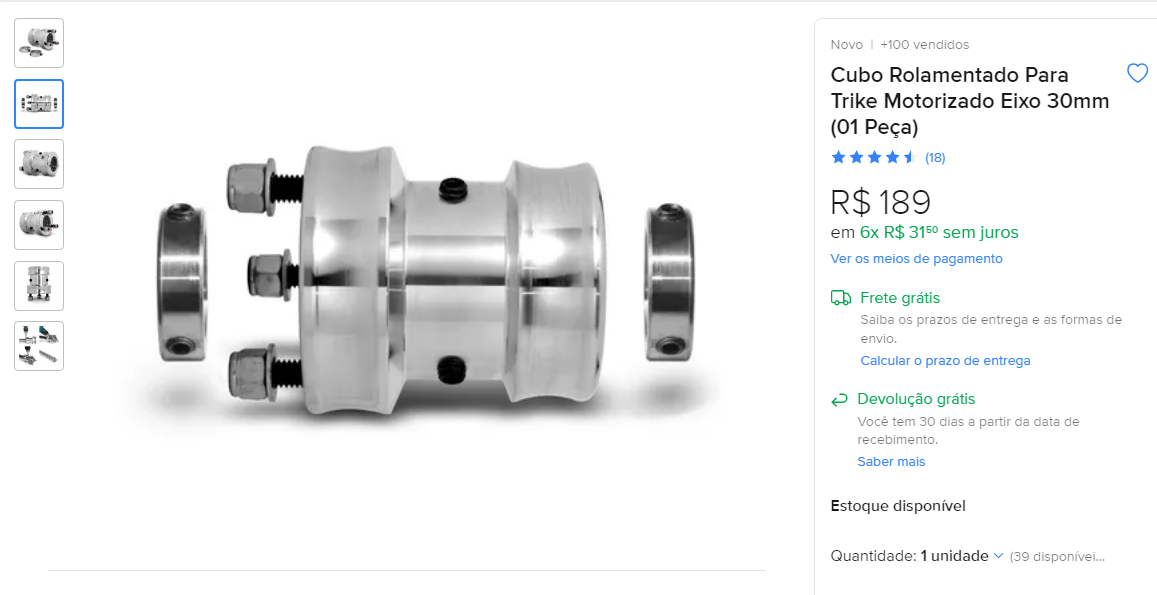 Novo | +100 vendidos
Cubo Rolamentado Para
Trike Motorizado Eixo 30mm
(01 Peça)
(18)
R$ 189
em 6x R$ 31⁵⁰ sem juros
Ver os meios de pagamento
Frete grátis
Saiba os prazos de entrega e as formas de
envio.
Calcular o prazo de entrega
Devolução grátis
Você tem 30 dias a partir da data de
recebimento.
Saber mais
Estoque disponível
Quantidade: 1 unidade (39 disponívei...